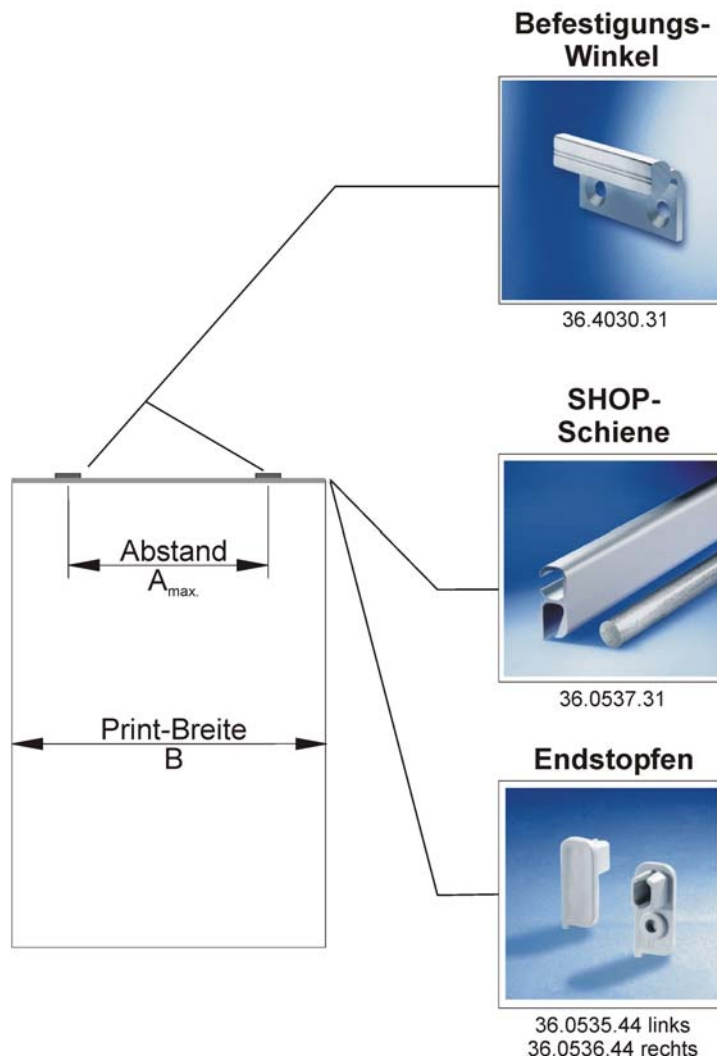 Befestigungs-
Winkel
36.4030.31
SHOP-
Schiene
36.0537.31
Abstand
Amax.
Print-Breite
B
Endstopfen
36.0535.44 links
36.0536.44 rechts